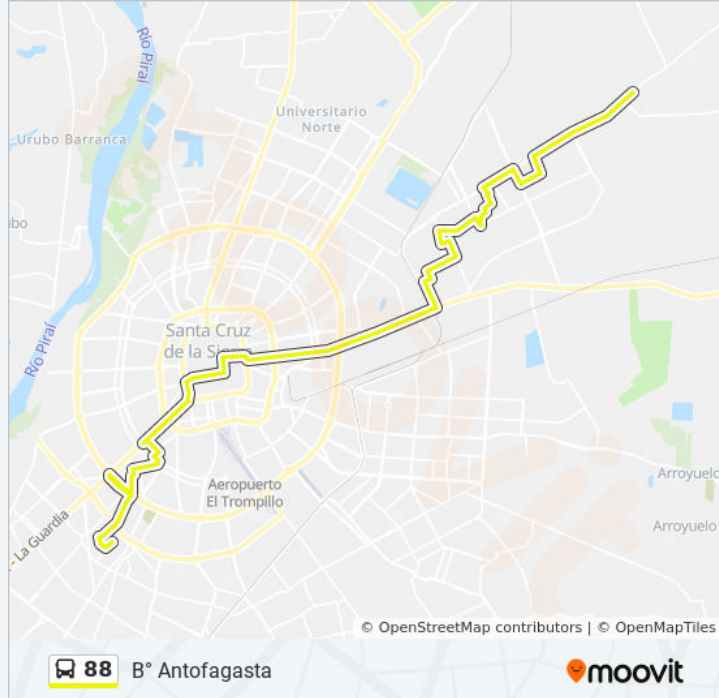 Río Piraí
Universitario
Norte
Urubo Barranca
Santa Cruz
de la Sierra
Río Piraí
Aeropuerto
El Trompillo
Arroyuelo
Arroyuelo
- La Guardia
© OpenStreetMap contributors | © OpenMapTiles
88 B° Antofagasta
moovit